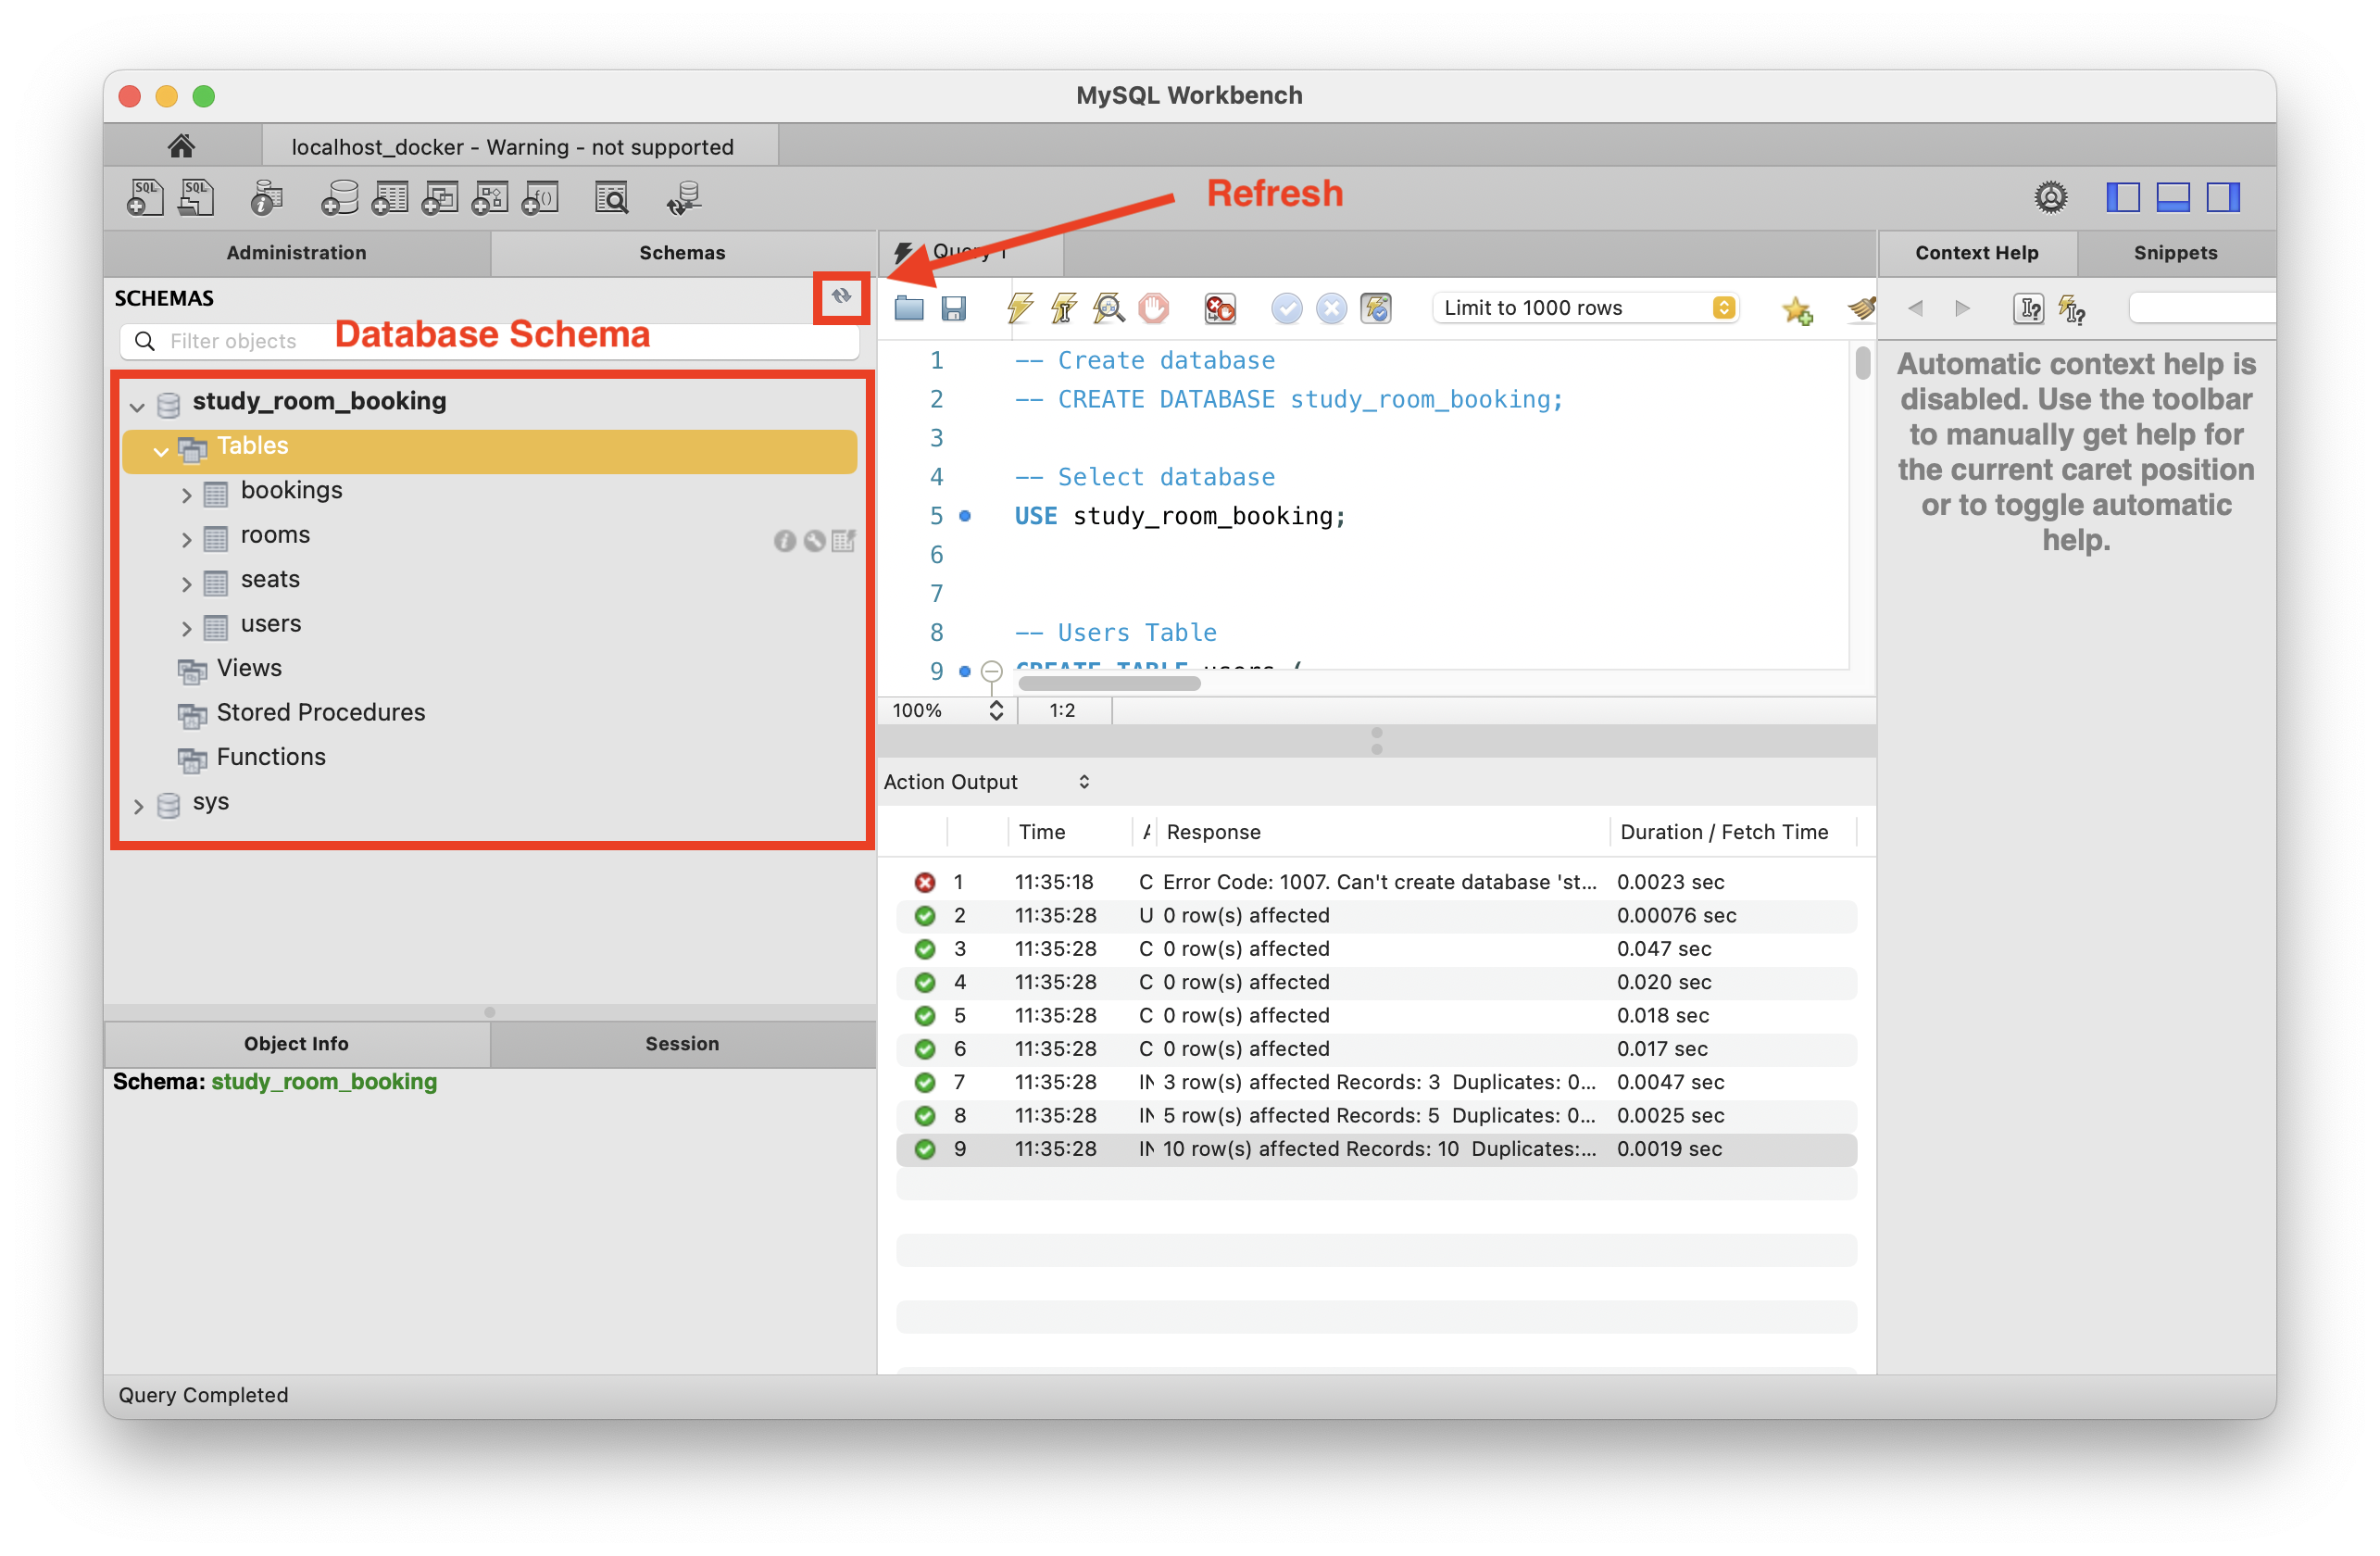 MySQL Workbench
localhost_docker - Warning - not supported
SQL SQL
Refresh
Administration Schemas
Query 1
Context Help Snippets
SCHEMAS
Filter objects
Database Schema
Limit to 1000 rows
study_room_booking
Tables
bookings
rooms
seats
users
Views
Stored Procedures
Functions
sys
1 -- Create database
2 -- CREATE DATABASE study_room_booking;
3
4 -- Select database
5 USE study_room_booking;
6
7
8 -- Users Table
9 CREATE TABLE users (
100% 1:2
Automatic context help is
disabled. Use the toolbar
to manually get help for
the current caret position
or to toggle automatic
help.
Action Output
Time A Response Duration / Fetch Time
1 11:35:18 C Error Code: 1007. Can't create database 'st... 0.0023 sec
2 11:35:28 U 0 row(s) affected 0.00076 sec
3 11:35:28 C 0 row(s) affected 0.047 sec
4 11:35:28 C 0 row(s) affected 0.020 sec
5 11:35:28 C 0 row(s) affected 0.018 sec
6 11:35:28 C 0 row(s) affected 0.017 sec
7 11:35:28 IN 3 row(s) affected Records: 3 Duplicates: 0... 0.0047 sec
8 11:35:28 IN 5 row(s) affected Records: 5 Duplicates: 0... 0.0025 sec
9 11:35:28 IN 10 row(s) affected Records: 10 Duplicates:... 0.0019 sec
Object Info Session
Schema: study_room_booking
Query Completed